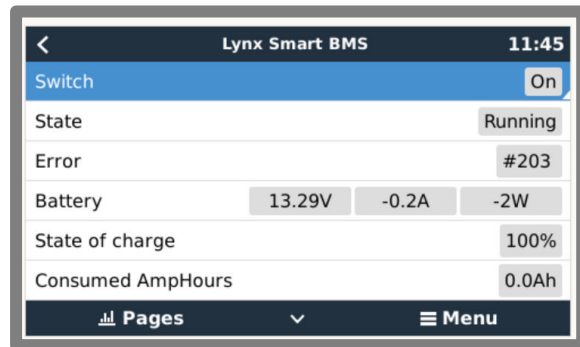 Lynx Smart BMS 11:45
Switch On
State Running
Error #203
Battery 13.29V -0.2A -2W
State of charge 100%
Consumed AmpHours 0.0Ah
Pages Menu